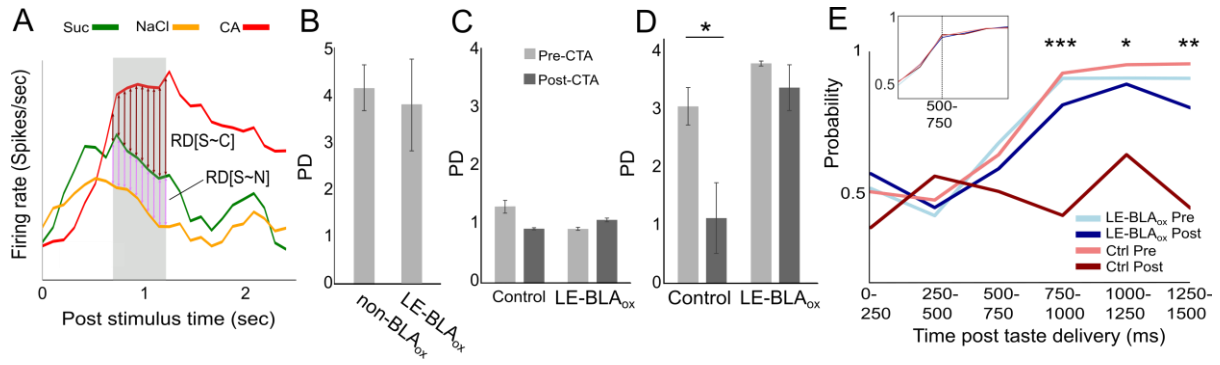 A
Suc
NaCl
CA
Firing rate (Spikes/sec)
RD[S~C]
RD[S~N]
0
1
2
Post stimulus time (sec)
B
PD
5
4
3
2
1
0
non-BLAox
LE-BLAox
C
PD
4
3
2
1
0
Pre-CTA
Post-CTA
Control
LE-BLAox
D
PD
4
3
2
1
0
*
Control
LE-BLAox
E
Probability
1
0.5
1
0.5
500-
750
***
*
**
LE-BLAox Pre
LE-BLAox Post
Ctrl Pre
Ctrl Post
0-
250
250-
500
500-
750
750-
1000
1000-
1250
1250-
1500
Time post taste delivery (ms)